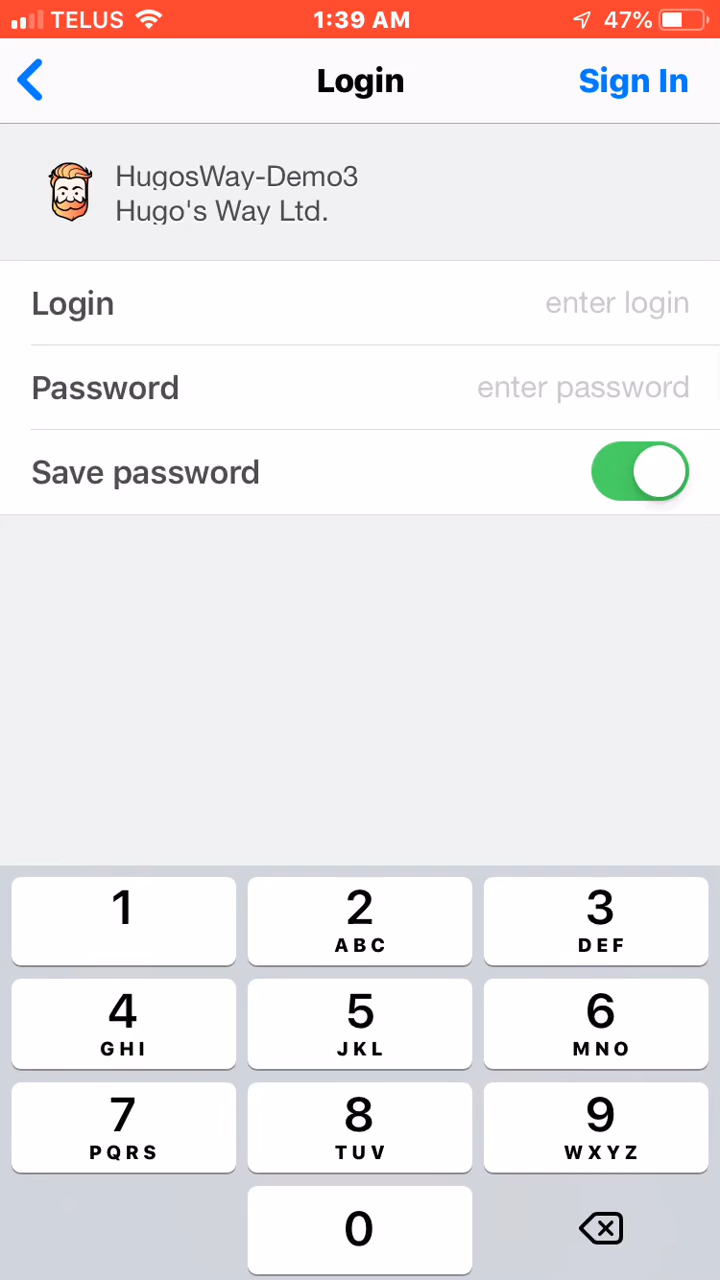 TELUS 1:39 AM 47%
Login Sign In
HugosWay-Demo3
Hugo's Way Ltd.
Login enter login
Password enter password
Save password
1 2 3
ABC DEF
4 5 6
GHI JKL MNO
7 8 9
PQRS TUV WXYZ
0